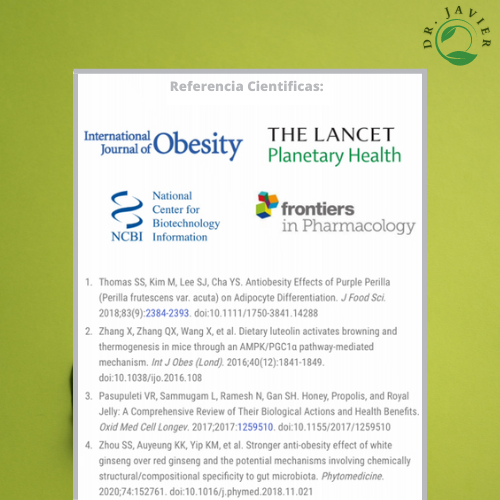 DR. JAVIER
Referencia Cientificas:
International
Journal of Obesity
THE LANCET
Planetary Health
National
Center for
Biotechnology
Information
NCBI
frontiers
in Pharmacology
1. Thomas SS, Kim M, Lee SJ, Cha YS. Antiobesity Effects of Purple Perilla
(Perilla frutescens var. acuta) on Adipocyte Differentiation. J Food Sci.
2018;83(9):2384-2393. doi:10.1111/1750-3841.14288
2. Zhang X, Zhang QX, Wang X, et al. Dietary luteolin activates browning and
thermogenesis in mice through an AMPK/PGC1α pathway-mediated
mechanism. Int J Obes (Lond). 2016;40(12):1841-1849.
doi:10.1038/ijo.2016.108
3. Pasupuleti VR, Sammugam L, Ramesh N, Gan SH. Honey, Propolis, and Royal
Jelly: A Comprehensive Review of Their Biological Actions and Health Benefits.
Oxid Med Cell Longev. 2017;2017:1259510. doi:10.1155/2017/1259510
4. Zhou SS, Auyeung KK, Yip KM, et al. Stronger anti-obesity effect of white
ginseng over red ginseng and the potential mechanisms involving chemically
structural/compositional specificity to gut microbiota. Phytomedicine.
2020;74:152761. doi:10.1016/j.phymed.2018.11.021